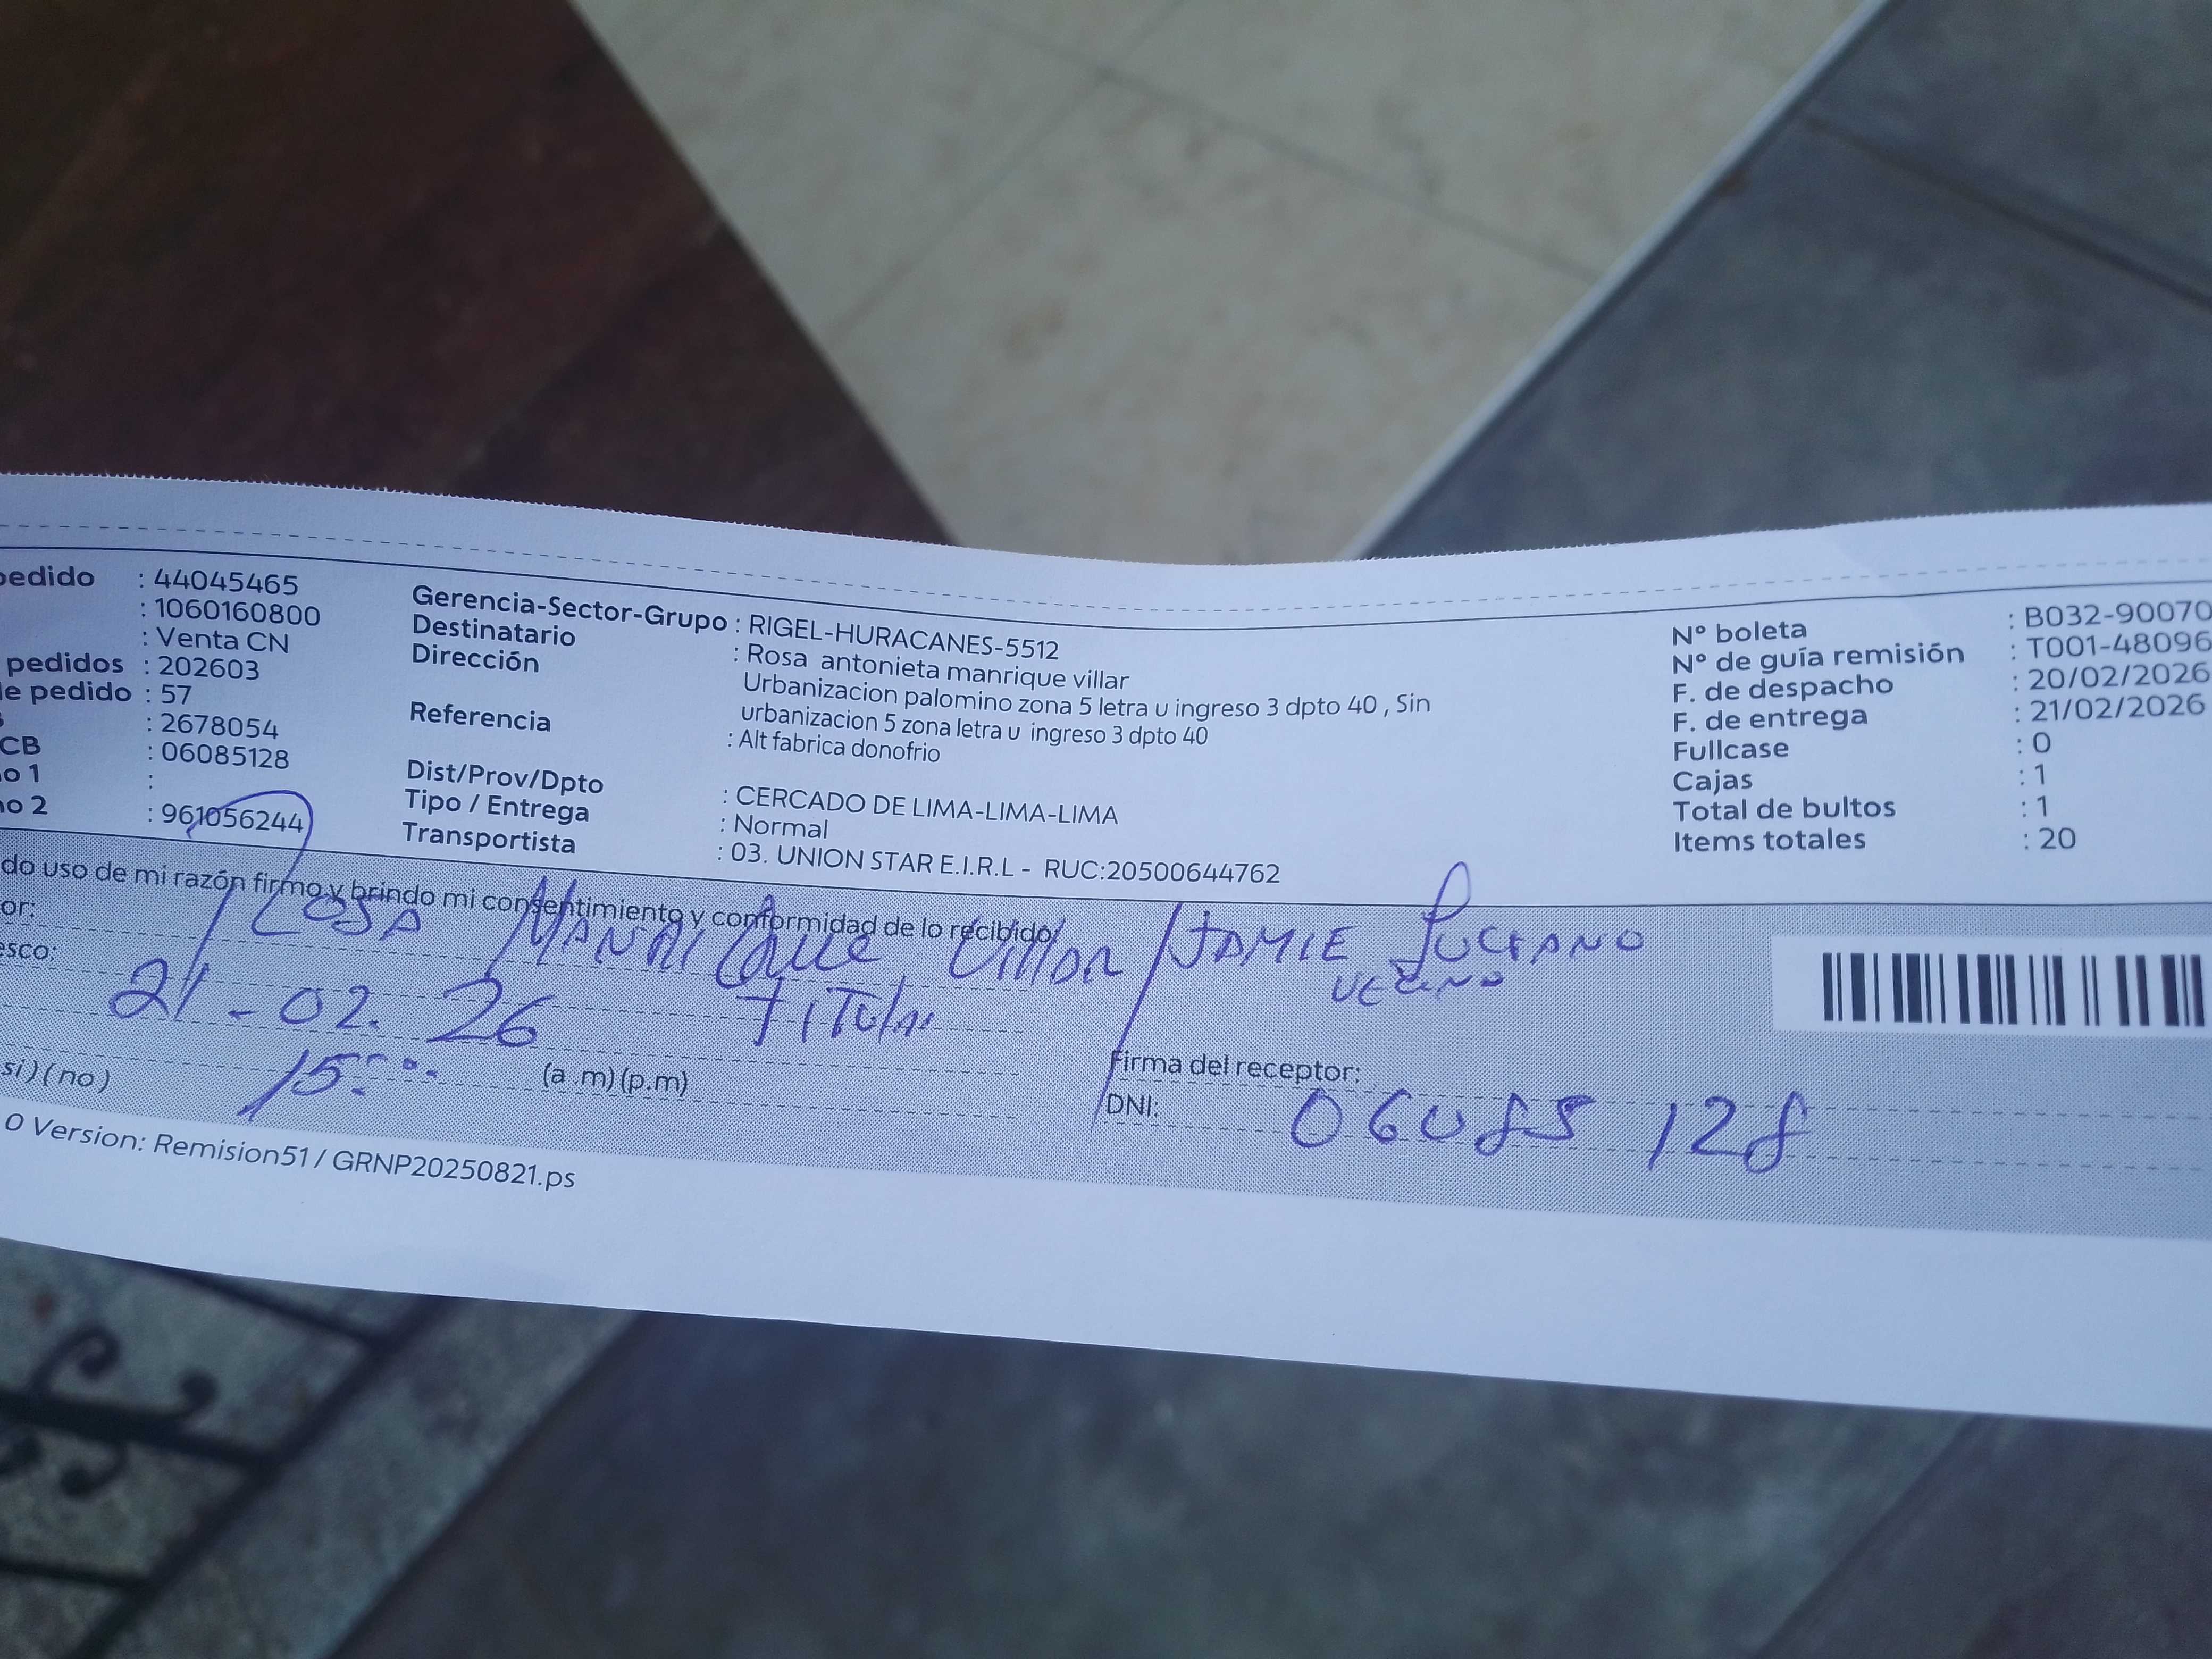 pedido : 44045465
: 1060160800
: Venta CN
pedidos : 202603
de pedido : 57
: 2678054
CB : 06085128
no 1 :
no 2 : 961056244
Gerencia-Sector-Grupo : RIGEL-HURACANES-5512
Destinatario : Rosa antonieta manrique villar
Dirección Urbanizacion palomino zona 5 letra u ingreso 3 dpto 40 , Sin
urbanizacion 5 zona letra u ingreso 3 dpto 40
Referencia : Alt fabrica donofrio
Dist/Prov/Dpto : CERCADO DE LIMA-LIMA-LIMA
Tipo / Entrega : Normal
Transportista : 03. UNION STAR E.I.R.L - RUC:20500644762
Nº boleta : B032-90070
Nº de guía remisión : T001-48096
F. de despacho : 20/02/2026
F. de entrega : 21/02/2026
Fullcase : 0
Cajas : 1
Total de bultos : 1
Items totales : 20
do uso de mi razón firmo y brindo mi consentimiento y conformidad de lo recibido
or: Rosa Manrique Villar / JAMIE LUCIANO
esco: Titular VECINO
21-02.26
si) (no) 15:00 (a .m) (p.m)
Firma del receptor:
DNI: 06085128
0 Version: Remision51 / GRNP20250821.ps